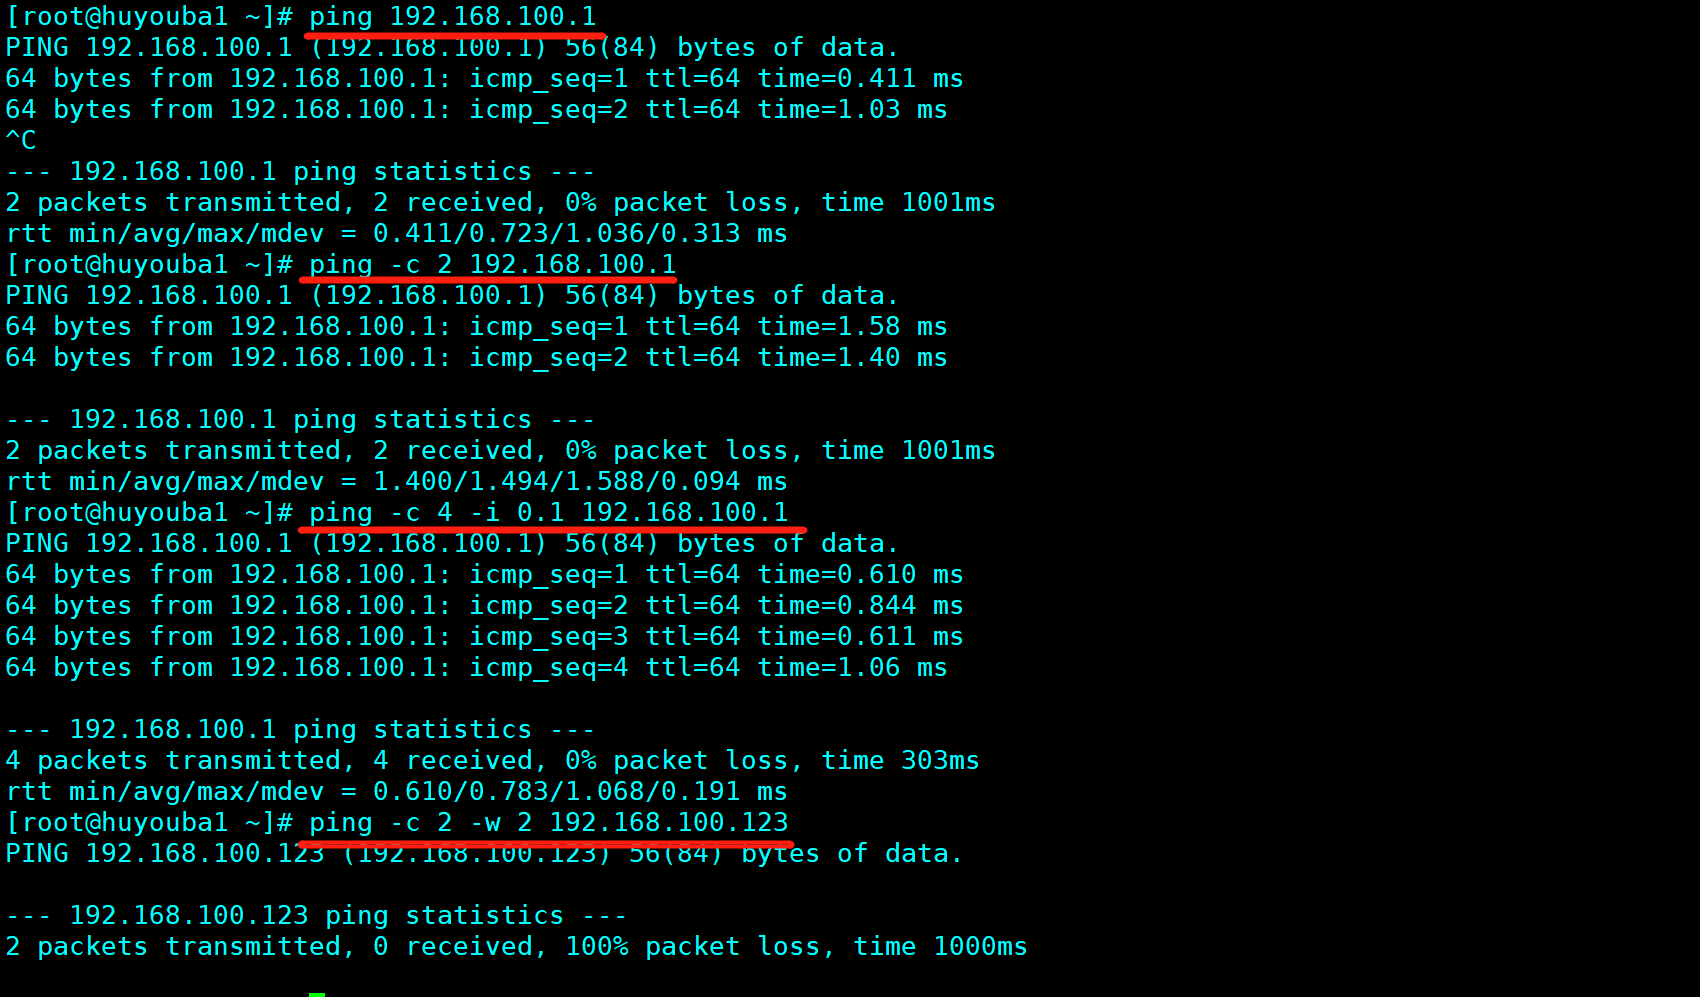 [root@huyouba1 ~]# ping 192.168.100.1
PING 192.168.100.1 (192.168.100.1) 56(84) bytes of data.
64 bytes from 192.168.100.1: icmp_seq=1 ttl=64 time=0.411 ms
64 bytes from 192.168.100.1: icmp_seq=2 ttl=64 time=1.03 ms
^C
--- 192.168.100.1 ping statistics ---
2 packets transmitted, 2 received, 0% packet loss, time 1001ms
rtt min/avg/max/mdev = 0.411/0.723/1.036/0.313 ms
[root@huyouba1 ~]# ping -c 2 192.168.100.1
PING 192.168.100.1 (192.168.100.1) 56(84) bytes of data.
64 bytes from 192.168.100.1: icmp_seq=1 ttl=64 time=1.58 ms
64 bytes from 192.168.100.1: icmp_seq=2 ttl=64 time=1.40 ms
--- 192.168.100.1 ping statistics ---
2 packets transmitted, 2 received, 0% packet loss, time 1001ms
rtt min/avg/max/mdev = 1.400/1.494/1.588/0.094 ms
[root@huyouba1 ~]# ping -c 4 -i 0.1 192.168.100.1
PING 192.168.100.1 (192.168.100.1) 56(84) bytes of data.
64 bytes from 192.168.100.1: icmp_seq=1 ttl=64 time=0.610 ms
64 bytes from 192.168.100.1: icmp_seq=2 ttl=64 time=0.844 ms
64 bytes from 192.168.100.1: icmp_seq=3 ttl=64 time=0.611 ms
64 bytes from 192.168.100.1: icmp_seq=4 ttl=64 time=1.06 ms
--- 192.168.100.1 ping statistics ---
4 packets transmitted, 4 received, 0% packet loss, time 303ms
rtt min/avg/max/mdev = 0.610/0.783/1.068/0.191 ms
[root@huyouba1 ~]# ping -c 2 -w 2 192.168.100.123
PING 192.168.100.123 (192.168.100.123) 56(84) bytes of data.
--- 192.168.100.123 ping statistics ---
2 packets transmitted, 0 received, 100% packet loss, time 1000ms